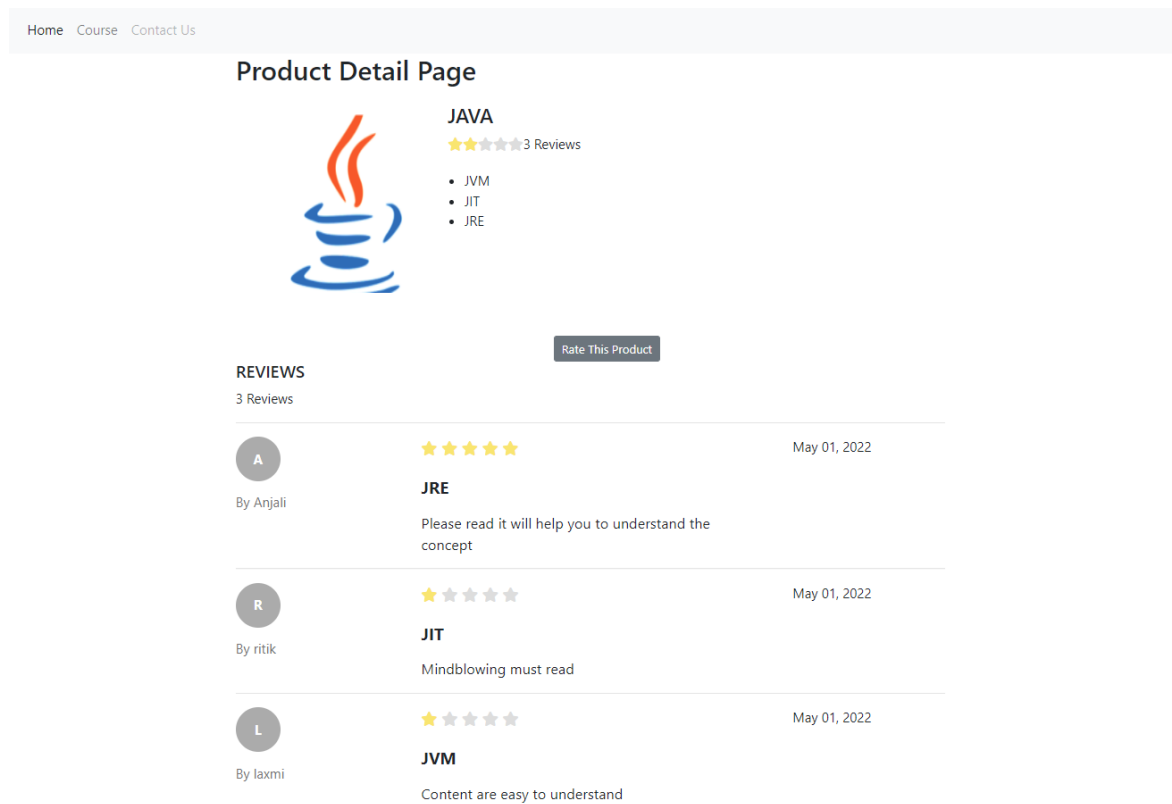 Home Course Contact Us
Product Detail Page
JAVA
3 Reviews
JVM
JIT
JRE
Rate This Product
REVIEWS
3 Reviews
A
By Anjali
JRE
Please read it will help you to understand the
concept
May 01, 2022
R
By ritik
JIT
Mindblowing must read
May 01, 2022
L
By laxmi
JVM
Content are easy to understand
May 01, 2022